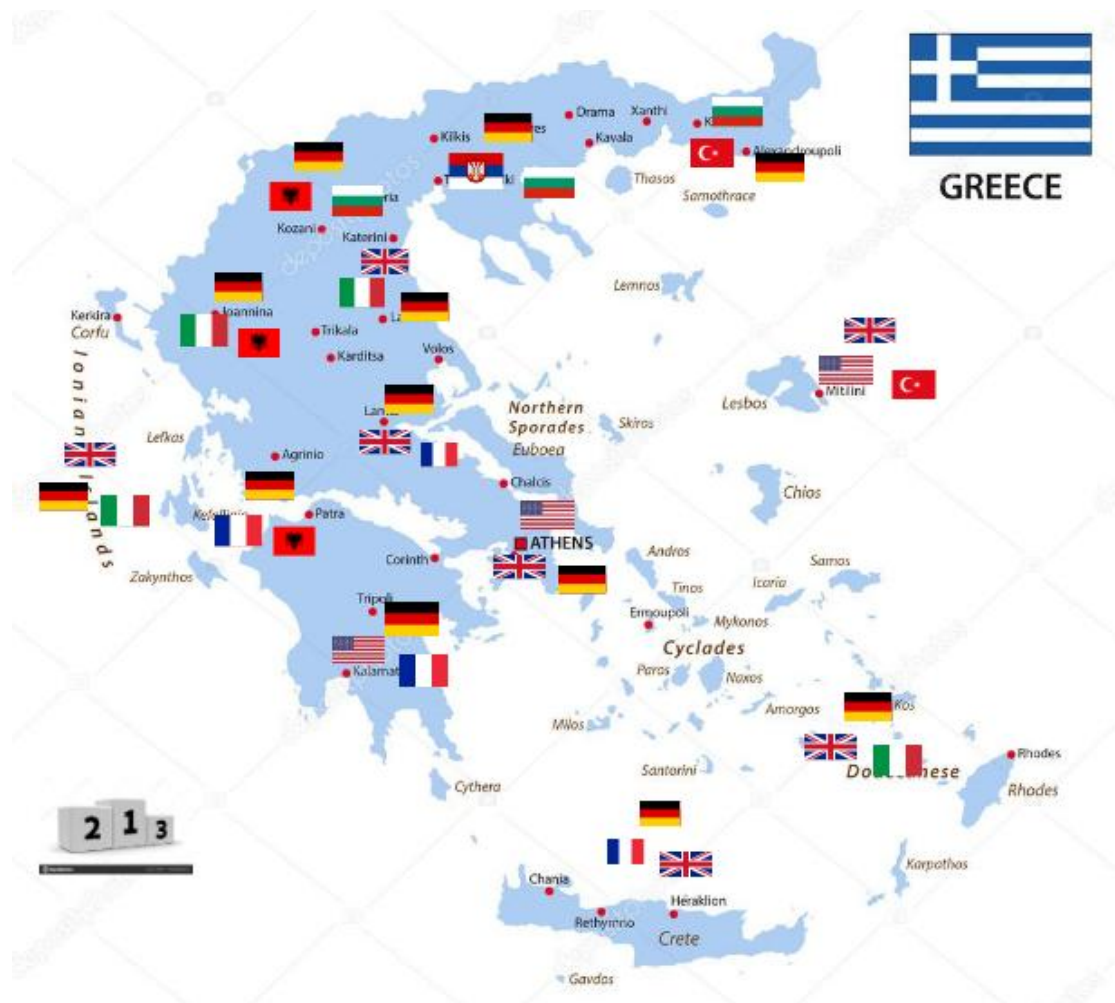 GREECE
Drama
Xanthi
Kilkis
Kavala
Alexandroupoli
Thasos
Samothrace
Kozani
Katerini
Lemnos
Kerkira
Corfu
Ioannina
Trikala
Karditsa
Volos
Mitilini
Lesbos
Northern
Sporades
Skiros
Euboea
Lefkas
Agrinio
Chalcis
Chios
Ionian Islands
Patra
ATHENS
Corinth
Andros
Samos
Icaria
Tinos
Zakynthos
Tripoli
Ermoupoli
Mykonos
Cyclades
Paros
Naxos
Kos
Amorgos
Milos
Rhodes
Santorini
Rhodes
Cythera
2 1 3
Karpathos
Chania
Heraklion
Rethymno
Crete
Gavdos